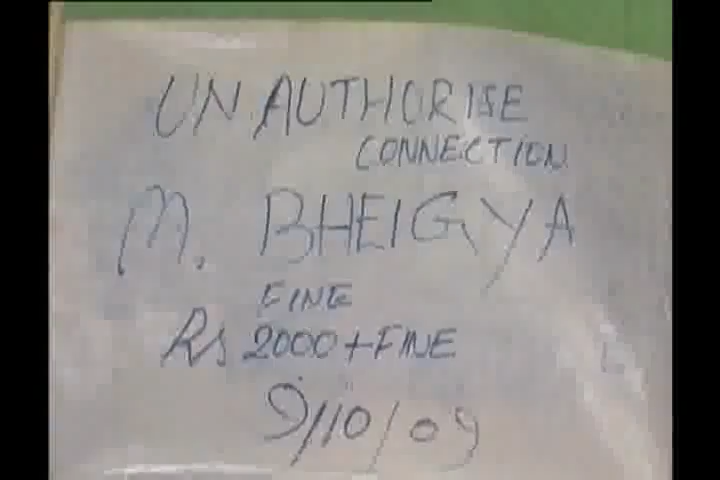 UN AUTHORISE
CONNECTION
M. BHEIGYA
FINE
Rs 2000+FINE
9/10/09